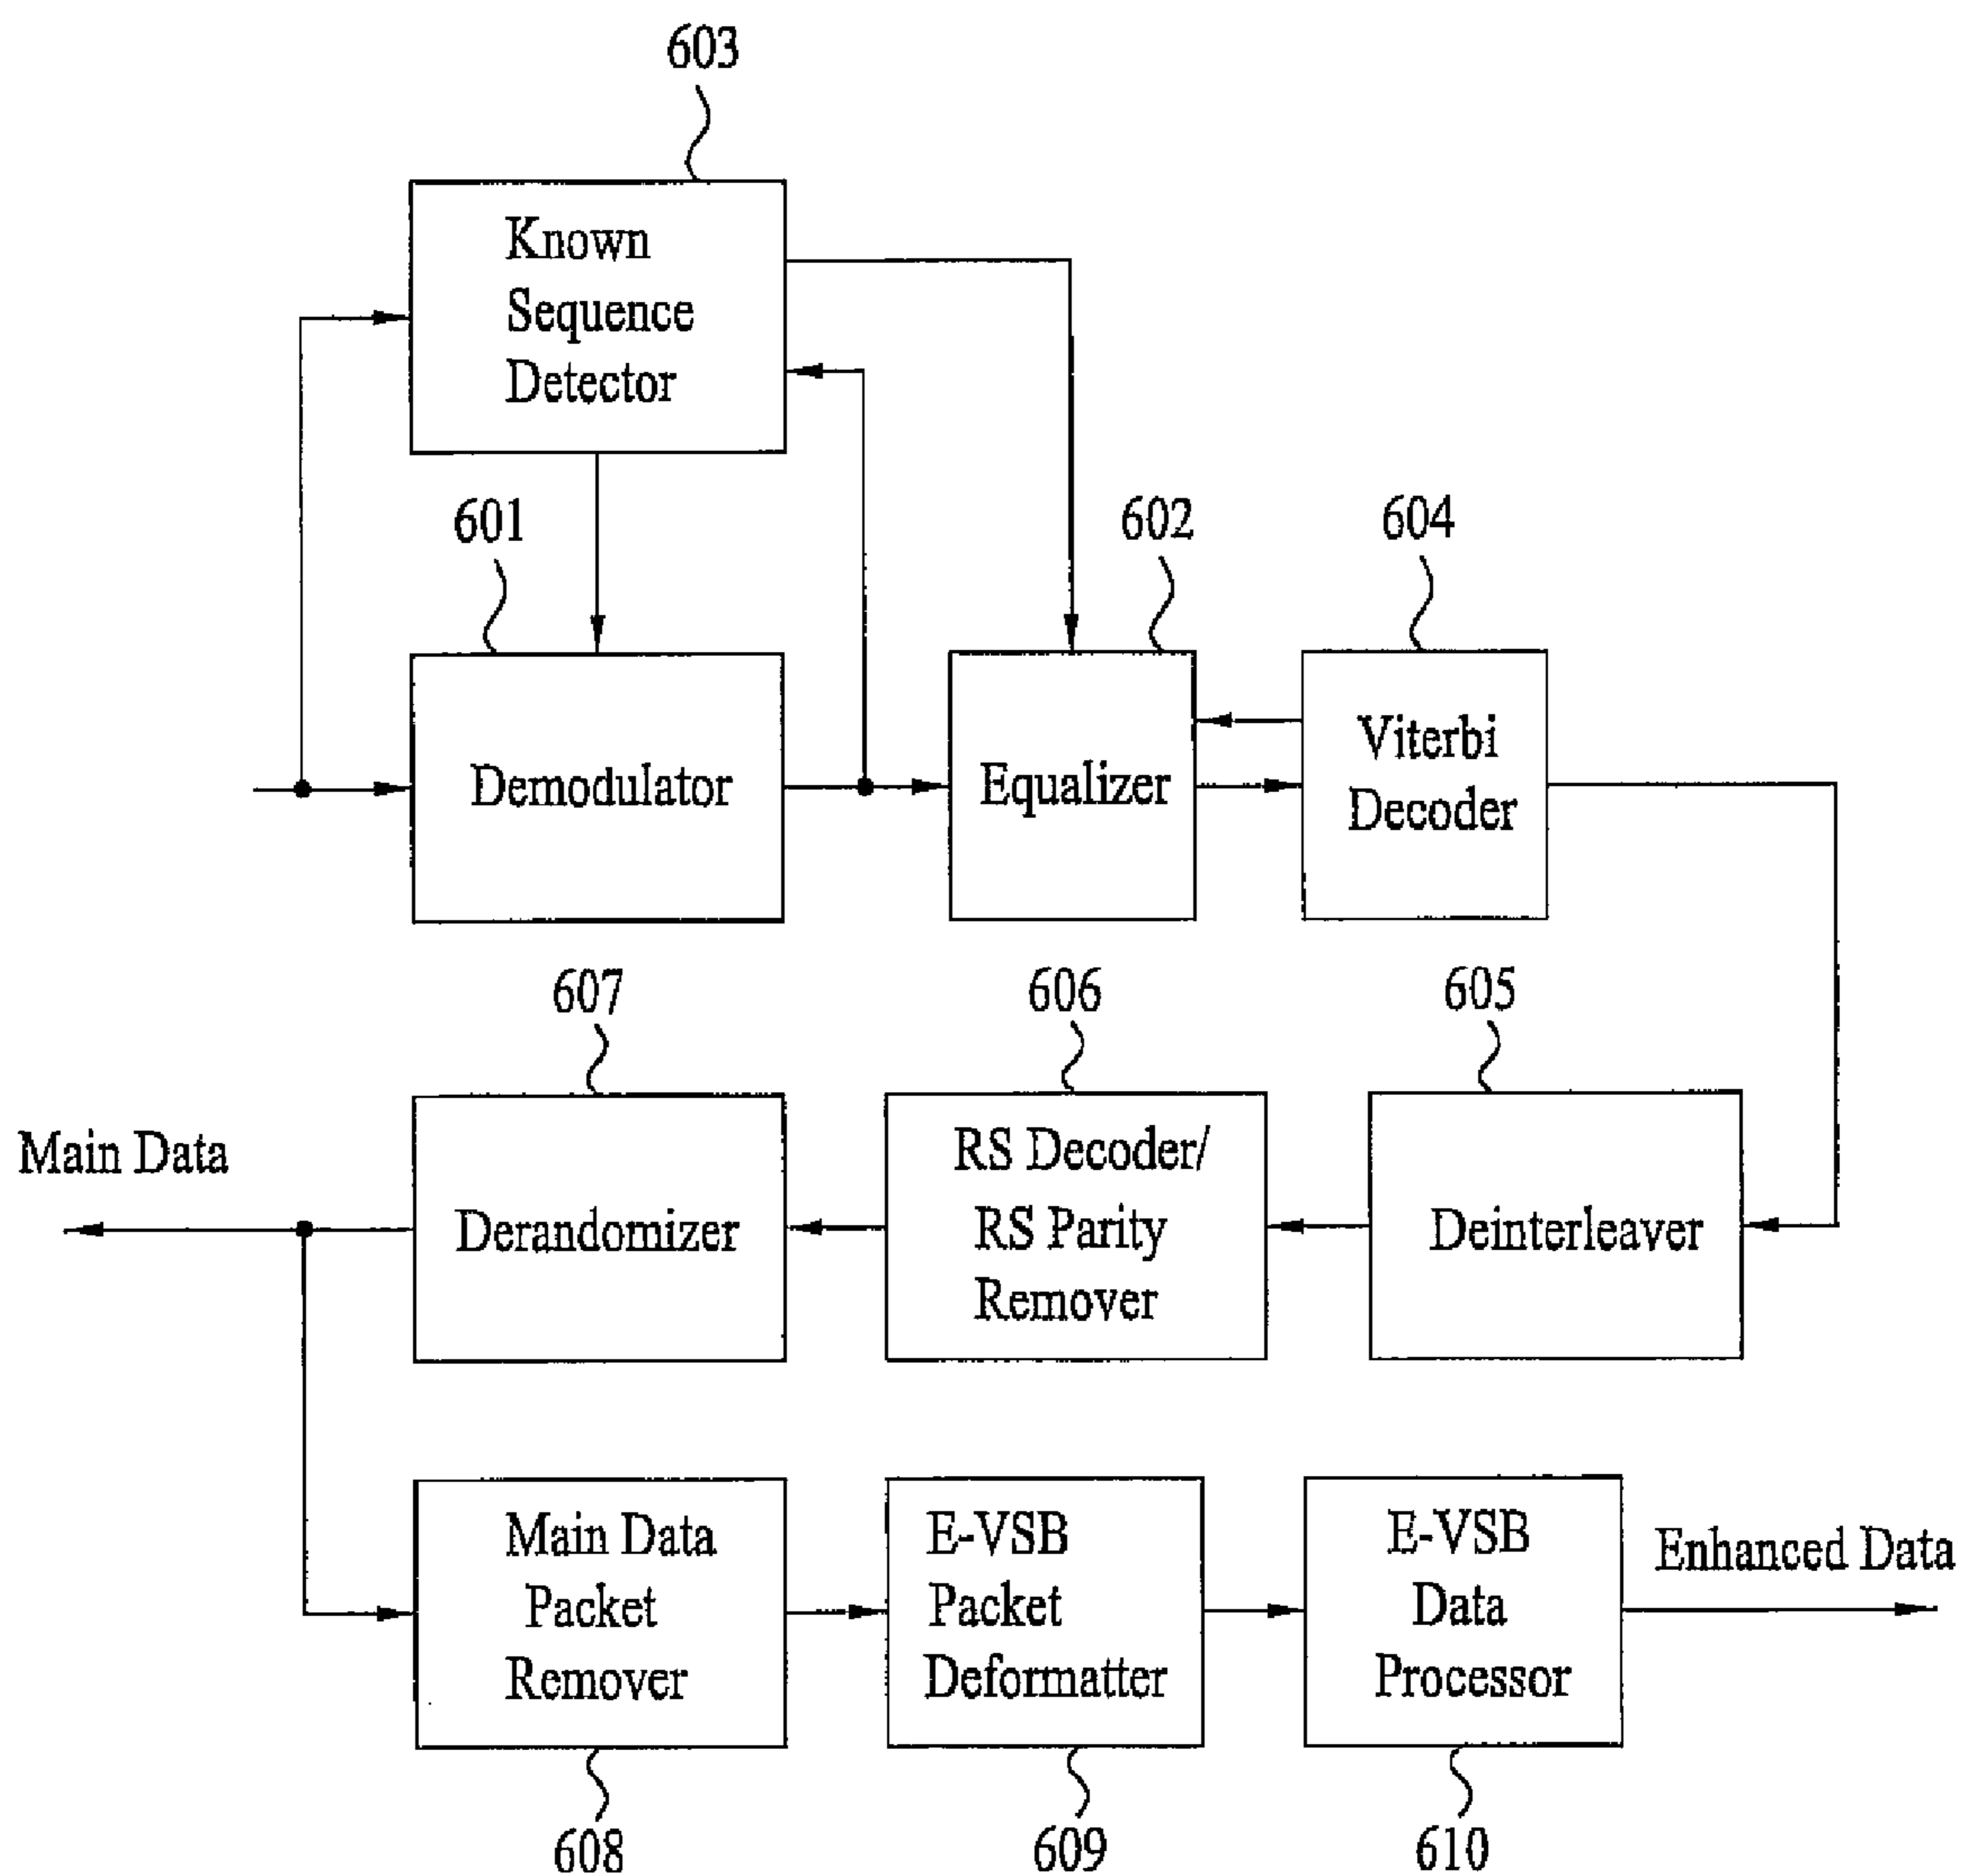 603
Known
Sequence
Detector
601
602
604
Demodulator
Equalizer
Viterbi
Decoder
607
606
605
Main Data
Derandomizer
RS Decoder/
RS Parity
Remover
Deinterleaver
Main Data
Packet
Remover
E-VSB
Packet
Deformatter
E-VSB
Data
Processor
Enhanced Data
608
609
610